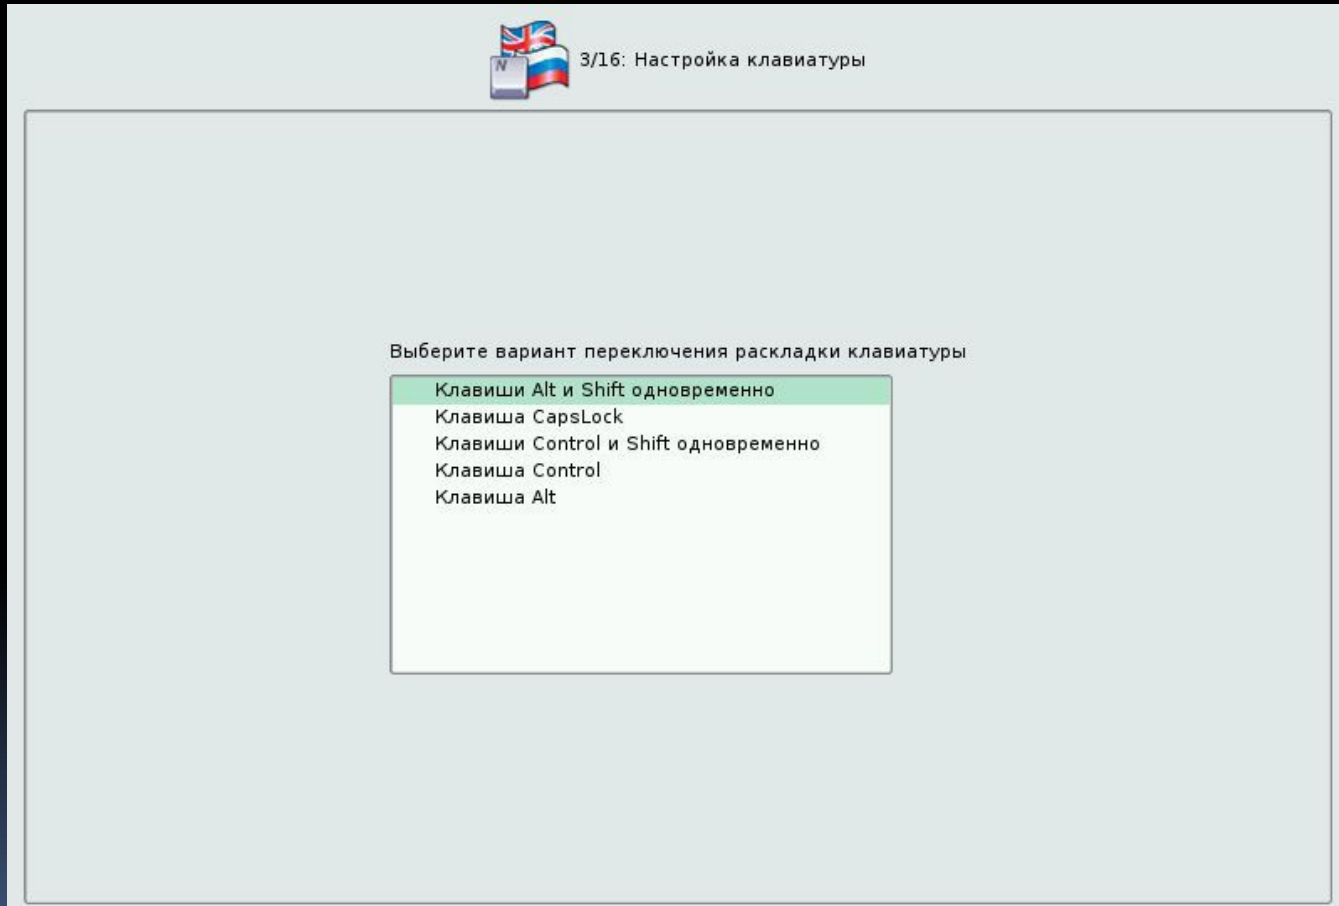 N
3/16: Настройка клавиатуры
Выберите вариант переключения раскладки клавиатуры
Клавиши Alt и Shift одновременно
Клавиша CapsLock
Клавиши Control и Shift одновременно
Клавиша Control
Клавиша Alt